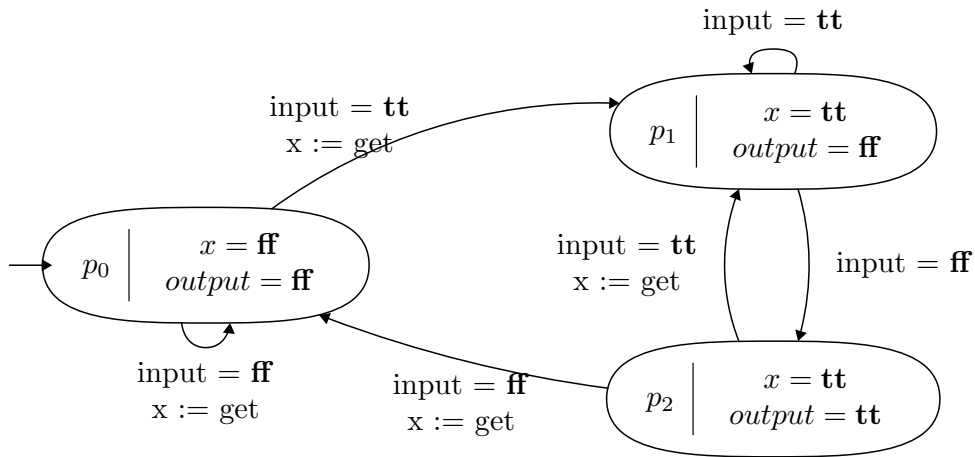 input = tt
input = tt
x := get
p1
x = tt
output = ff
p0
x = ff
output = ff
input = tt
x := get
input = ff
input = ff
x := get
input = ff
x := get
p2
x = tt
output = tt